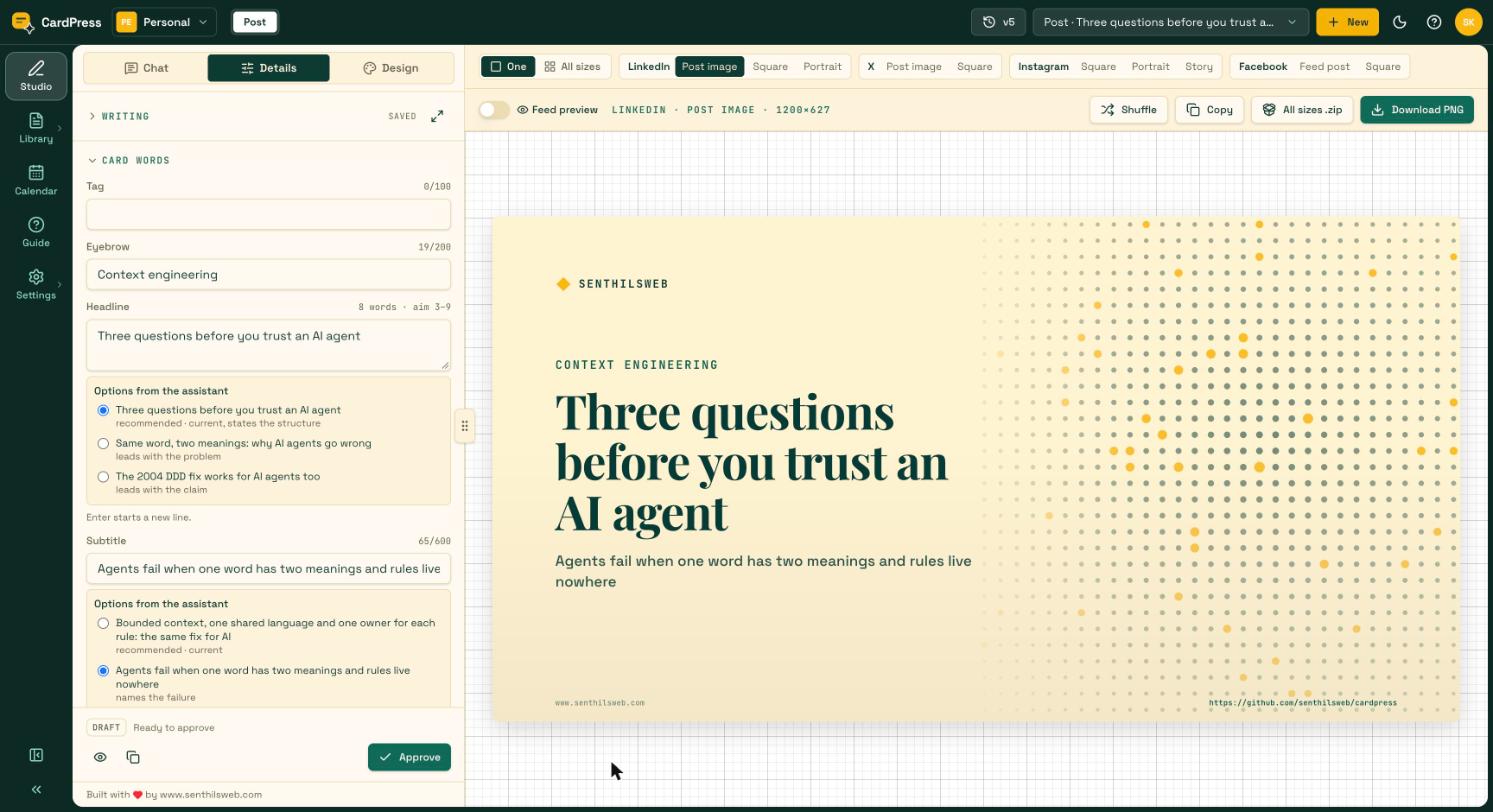 CardPress
PE Personal
Post
v5
Post · Three questions before you trust a...
New
SK
Studio
Library
Calendar
Guide
Settings
Chat
Details
Design
WRITING
SAVED
CARD WORDS
Tag
0/100
Eyebrow
19/200
Context engineering
Headline
8 words · aim 3–9
Three questions before you trust an AI agent
Options from the assistant
Three questions before you trust an AI agent
recommended · current, states the structure
Same word, two meanings: why AI agents go wrong
leads with the problem
The 2004 DDD fix works for AI agents too
leads with the claim
Enter starts a new line.
Subtitle
65/600
Agents fail when one word has two meanings and rules live
Options from the assistant
Bounded context, one shared language and one owner for each
rule: the same fix for AI
recommended · current
Agents fail when one word has two meanings and rules live
nowhere
names the failure
DRAFT
Ready to approve
Approve
Built with ❤️ by www.senthilsweb.com
One
All sizes
LinkedIn Post image Square Portrait
X Post image Square
Instagram Square Portrait Story
Facebook Feed post Square
Feed preview
LINKEDIN · POST IMAGE · 1200×627
Shuffle
Copy
All sizes .zip
Download PNG
SENTHILSWEB
CONTEXT ENGINEERING
Three questions
before you trust an
AI agent
Agents fail when one word has two meanings and rules live
nowhere
www.senthilsweb.com
https://github.com/senthilsweb/cardpress